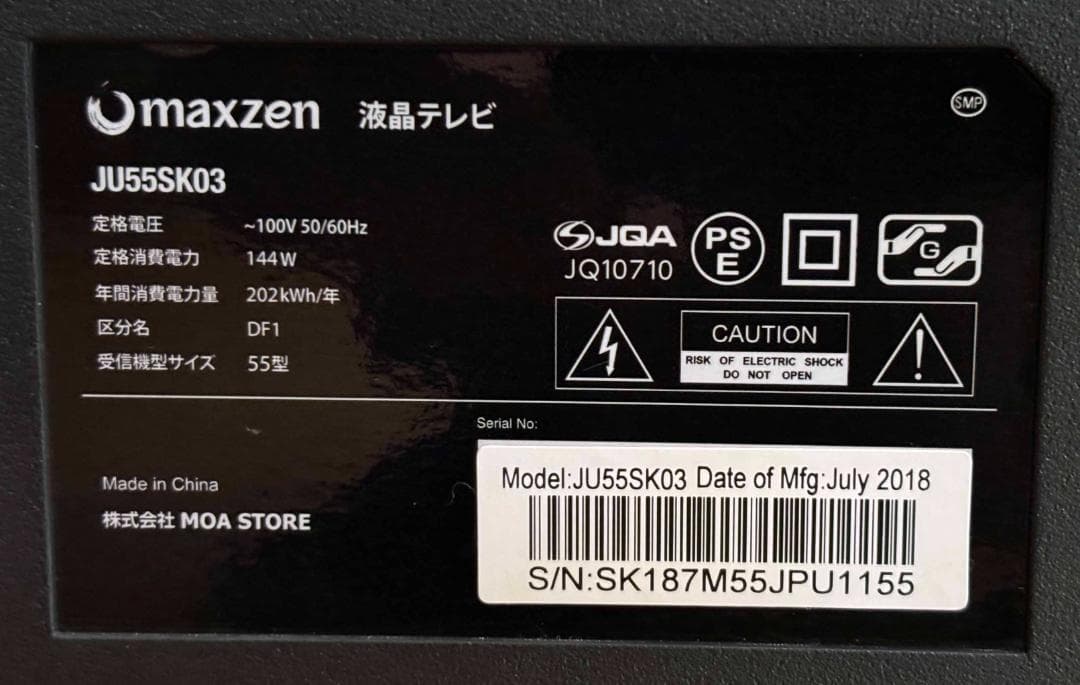 maxzen 液晶テレビ
SMP
JU55SK03
定格電圧 ~100V 50/60Hz
定格消費電力 144W
年間消費電力量 202kWh/年
区分名 DF1
受信機型サイズ 55型
JQA
JQ10710
PS
E
G
CAUTION
RISK OF ELECTRIC SHOCK
DO NOT OPEN
Serial No:
Made in China
株式会社 MOA STORE
Model:JU55SK03 Date of Mfg:July 2018
S/N:SK187M55JPU1155